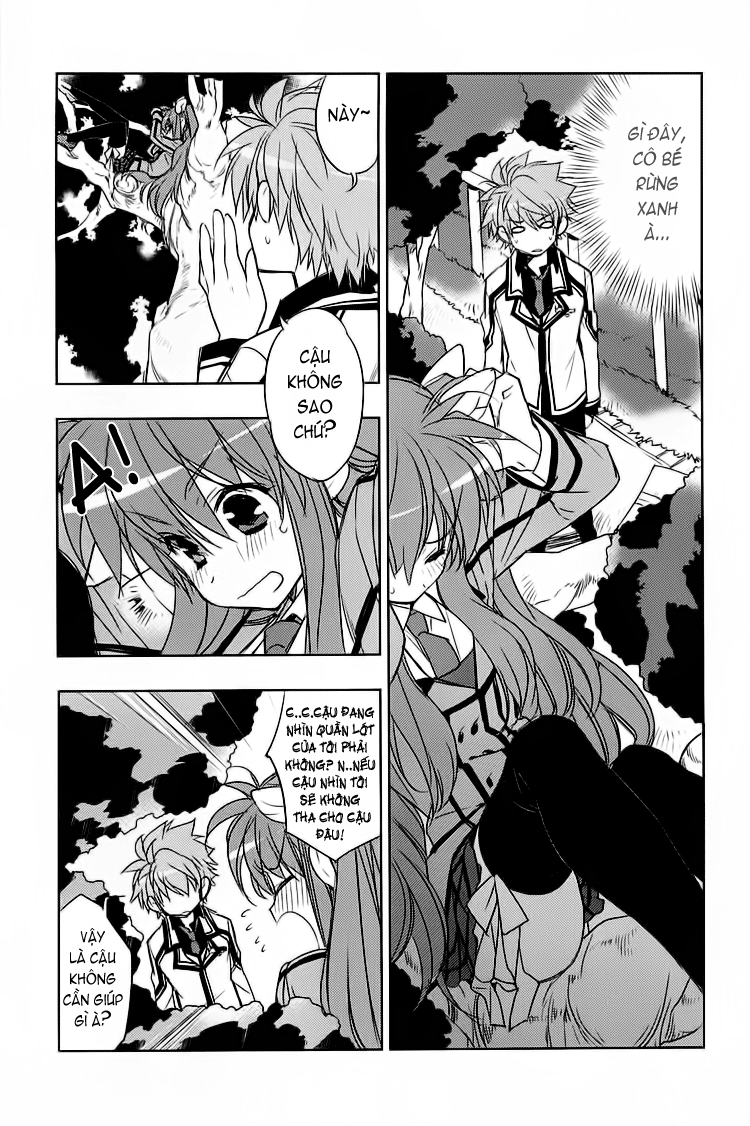 GÌ ĐÂY,
CÔ BÉ
RỪNG
XANH
À...
NÀY~
CẬU
KHÔNG
SAO
CHỨ?
A!
C..C.CẬU ĐANG
NHÌN QUẦN LÓT
CỦA TÔI PHẢI
KHÔNG? N..NẾU
CẬU NHÌN TÔI
SẼ KHÔNG
THA CHO CẬU
ĐÂU!
VẬY
LÀ CẬU
KHÔNG
CẦN GIÚP
GÌ À?